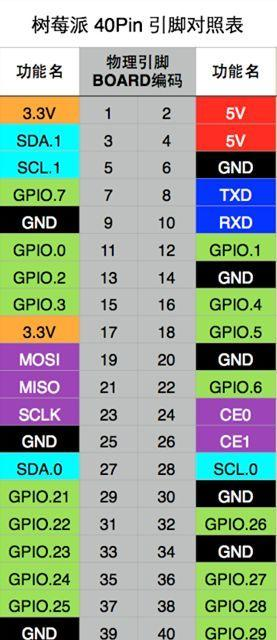 树莓派 40Pin 引脚对照表
功能名 物理引脚 BOARD编码 功能名
3.3V 1 2 5V
SDA.1 3 4 5V
SCL.1 5 6 GND
GPIO.7 7 8 TXD
GND 9 10 RXD
GPIO.0 11 12 GPIO.1
GPIO.2 13 14 GND
GPIO.3 15 16 GPIO.4
3.3V 17 18 GPIO.5
MOSI 19 20 GND
MISO 21 22 GPIO.6
SCLK 23 24 CE0
GND 25 26 CE1
SDA.0 27 28 SCL.0
GPIO.21 29 30 GND
GPIO.22 31 32 GPIO.26
GPIO.23 33 34 GND
GPIO.24 35 36 GPIO.27
GPIO.25 37 38 GPIO.28
GND 39 40 GPIO.29